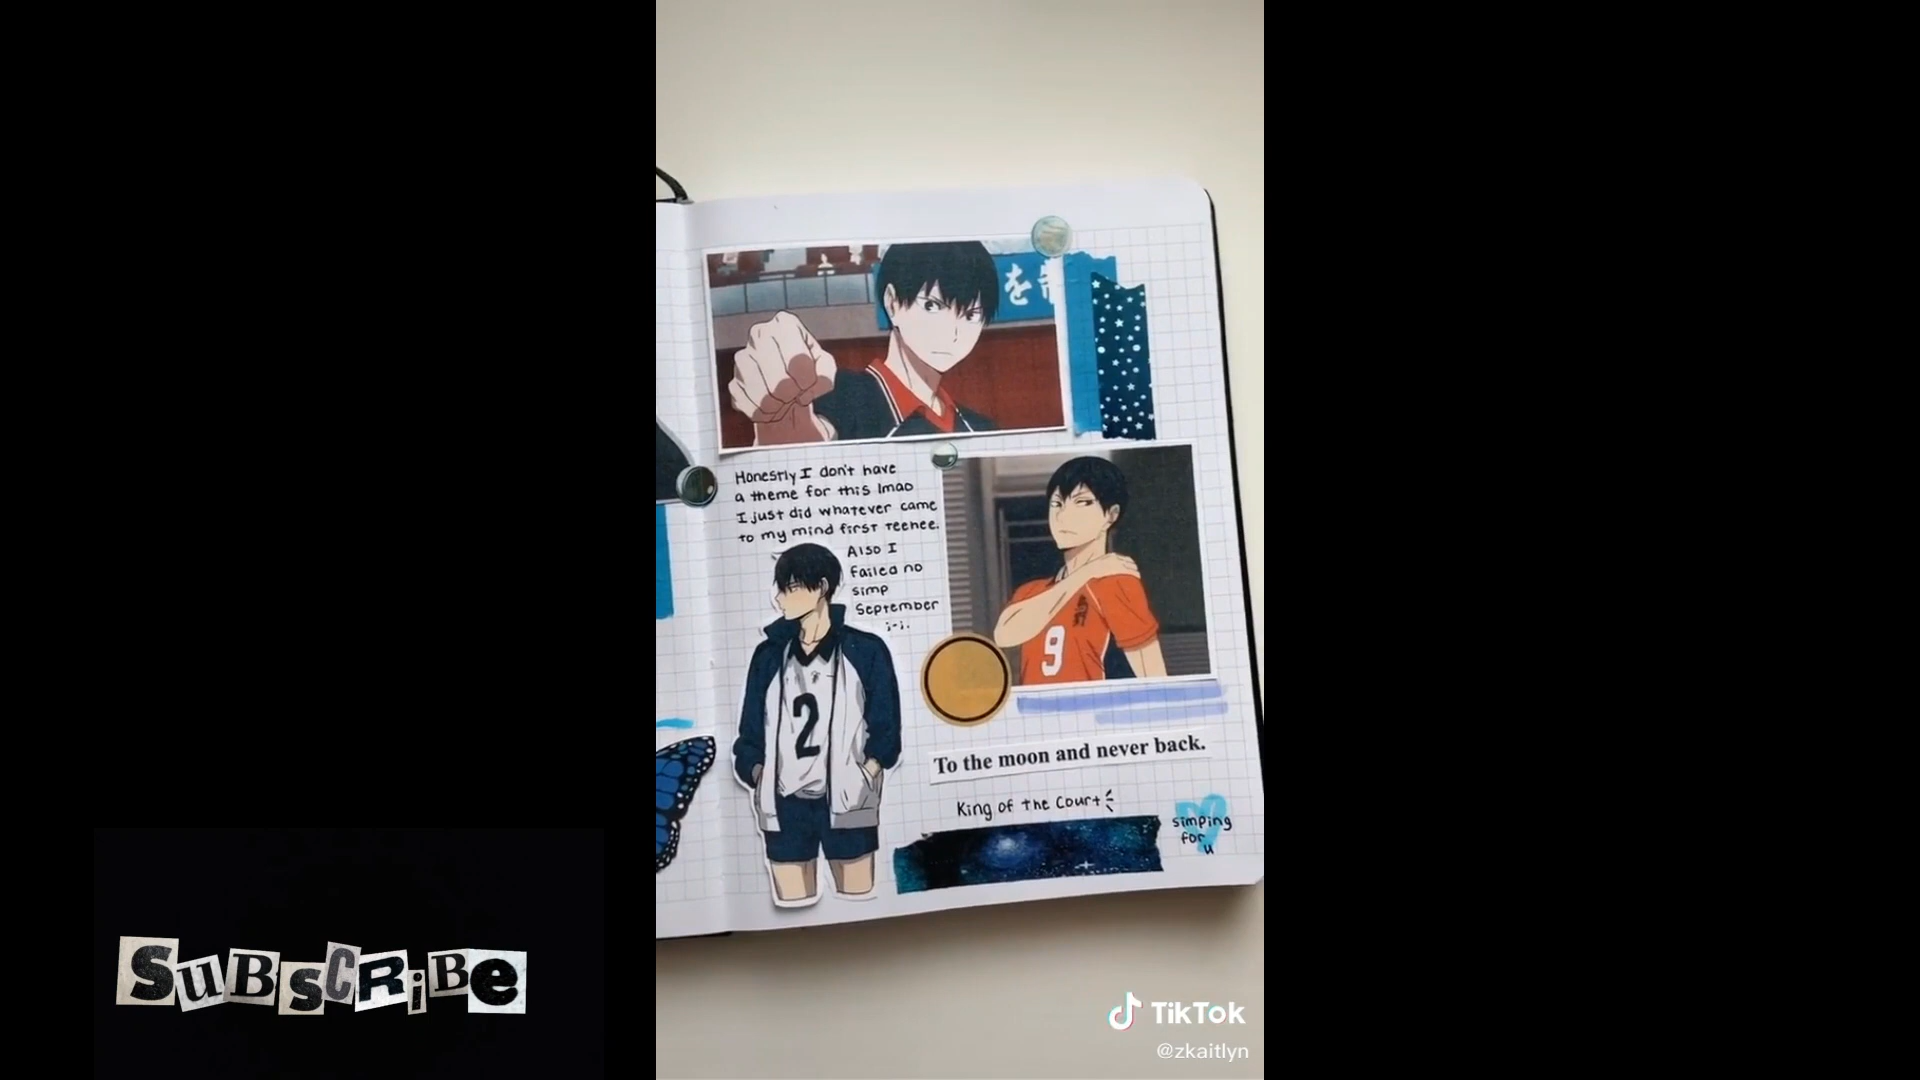 を
Honestly I don't have
a theme for this lmao
I just did whatever came
to my mind first teehee.
Also I
failed no
simp
September
;-;.
2
9
To the moon and never back.
King of the Court
simping
for
u
SUBSCRiBe
TikTok
@zkaitlyn